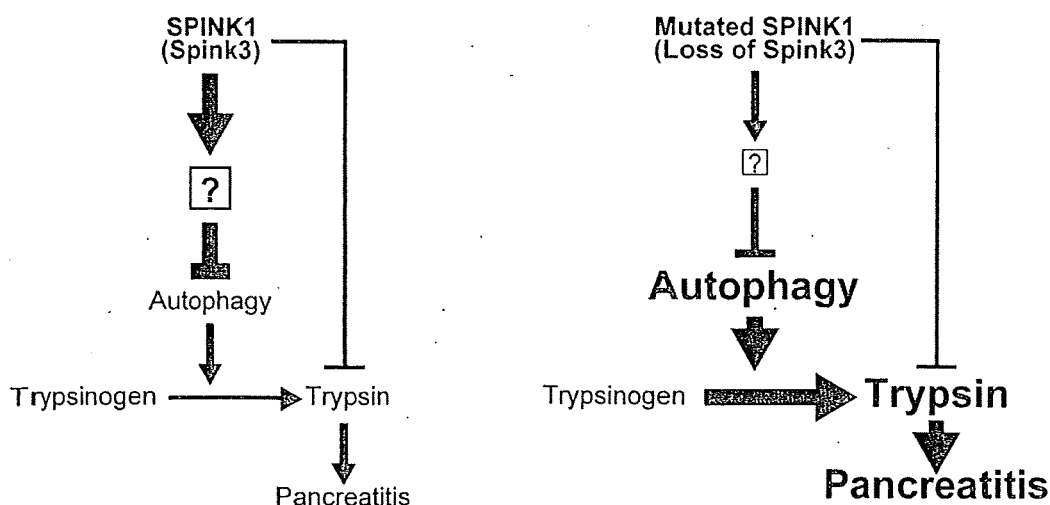 SPINK1
(Spink3)
?
Autophagy
Trypsinogen
Trypsin
Pancreatitis
Mutated SPINK1
(Loss of Spink3)
?
Autophagy
Trypsinogen
Trypsin
Pancreatitis